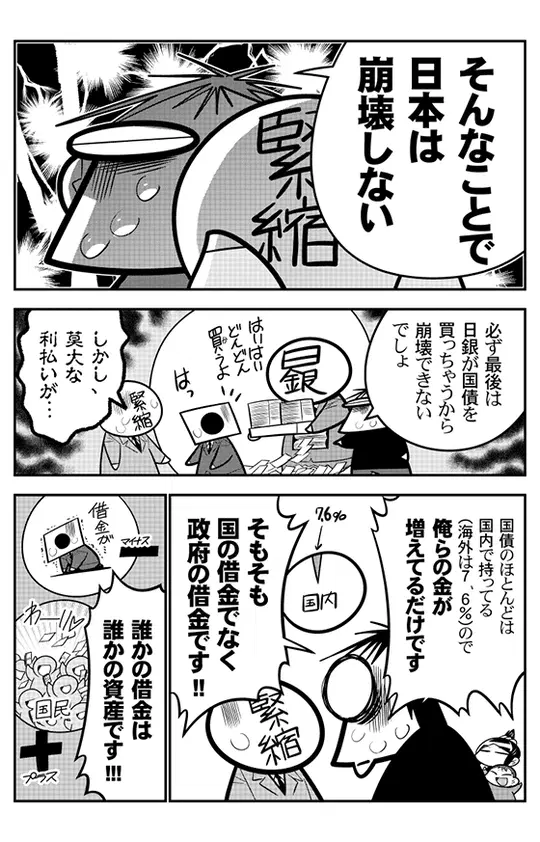 そんなことで
日本は
崩壊しない
緊縮
必ず最後は
日銀が国債を
買っちゃうから
崩壊できない
でしょ
日銀
はいはい
どんどん
買うよー
はっ
緊縮
しかし、
莫大な
利払いが…
国債のほとんどは
国内で持ってる
（海外は7、6％）ので
俺らの金が
増えてるだけです
7.6％
国内
そもそも
国の借金でなく
政府の借金です!!
緊縮
借金が…
マイナス
誰かの借金は
誰かの資産です!!!
わーい
国民
プラス